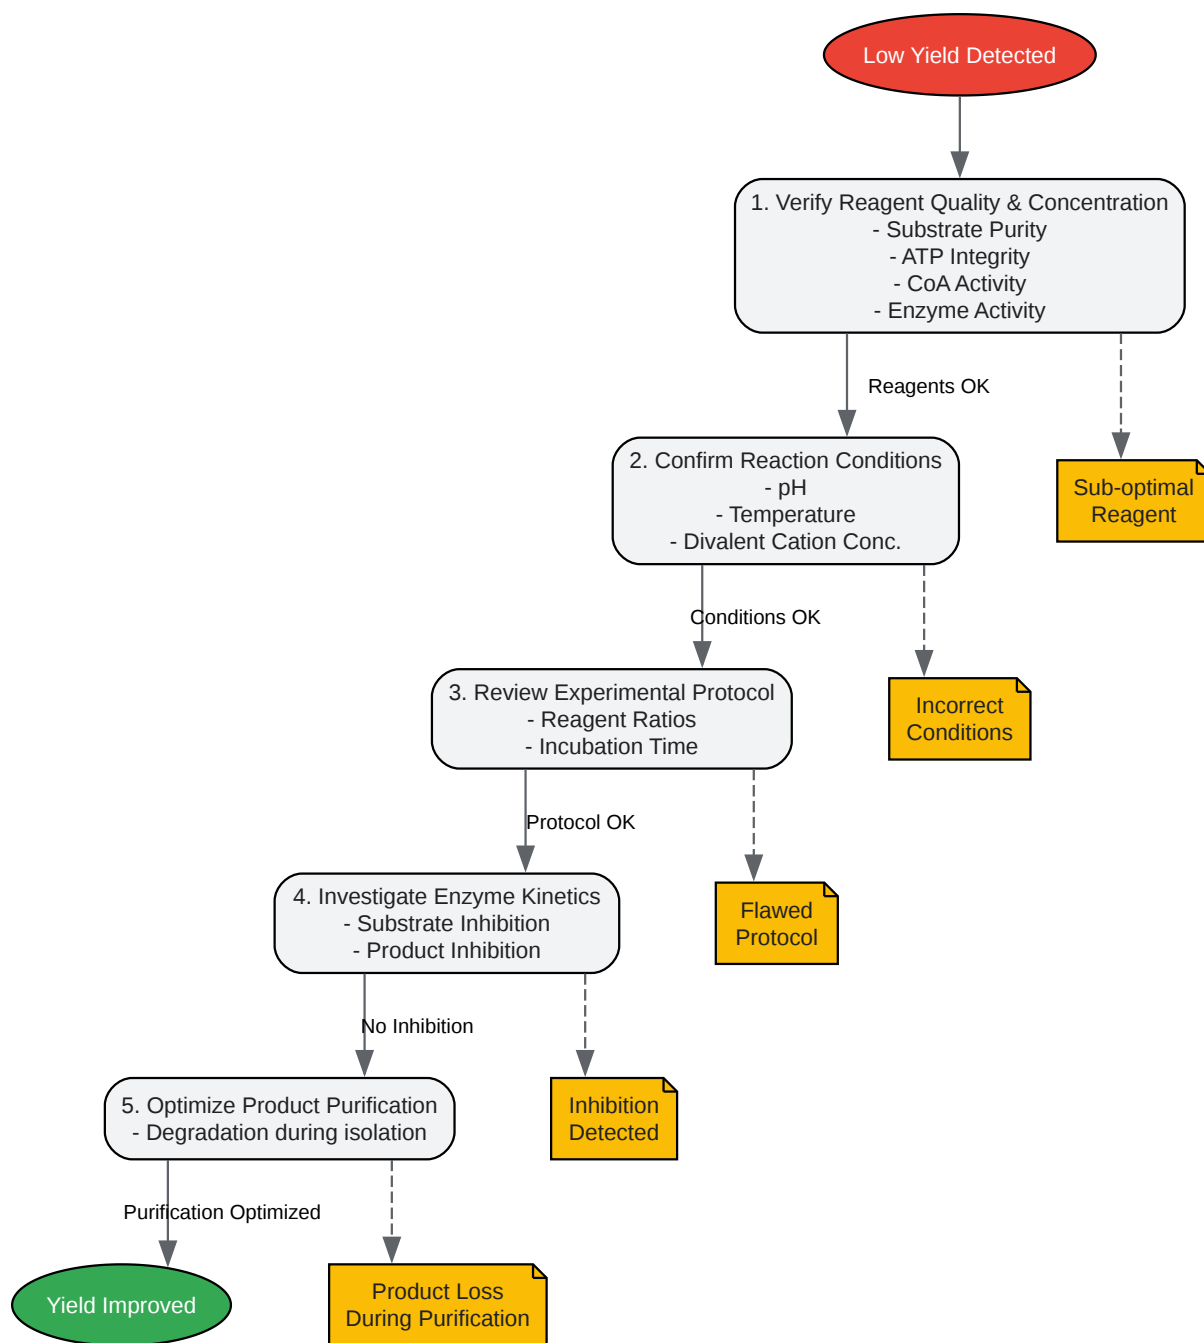 Low Yield Detected
1. Verify Reagent Quality & Concentration
- Substrate Purity
- ATP Integrity
- CoA Activity
- Enzyme Activity
Reagents OK
2. Confirm Reaction Conditions
- pH
- Temperature
- Divalent Cation Conc.
Sub-optimal
Reagent
Conditions OK
3. Review Experimental Protocol
- Reagent Ratios
- Incubation Time
Incorrect
Conditions
Protocol OK
4. Investigate Enzyme Kinetics
- Substrate Inhibition
- Product Inhibition
Flawed
Protocol
No Inhibition
5. Optimize Product Purification
- Degradation during isolation
Inhibition
Detected
Purification Optimized
Yield Improved
Product Loss
During Purification